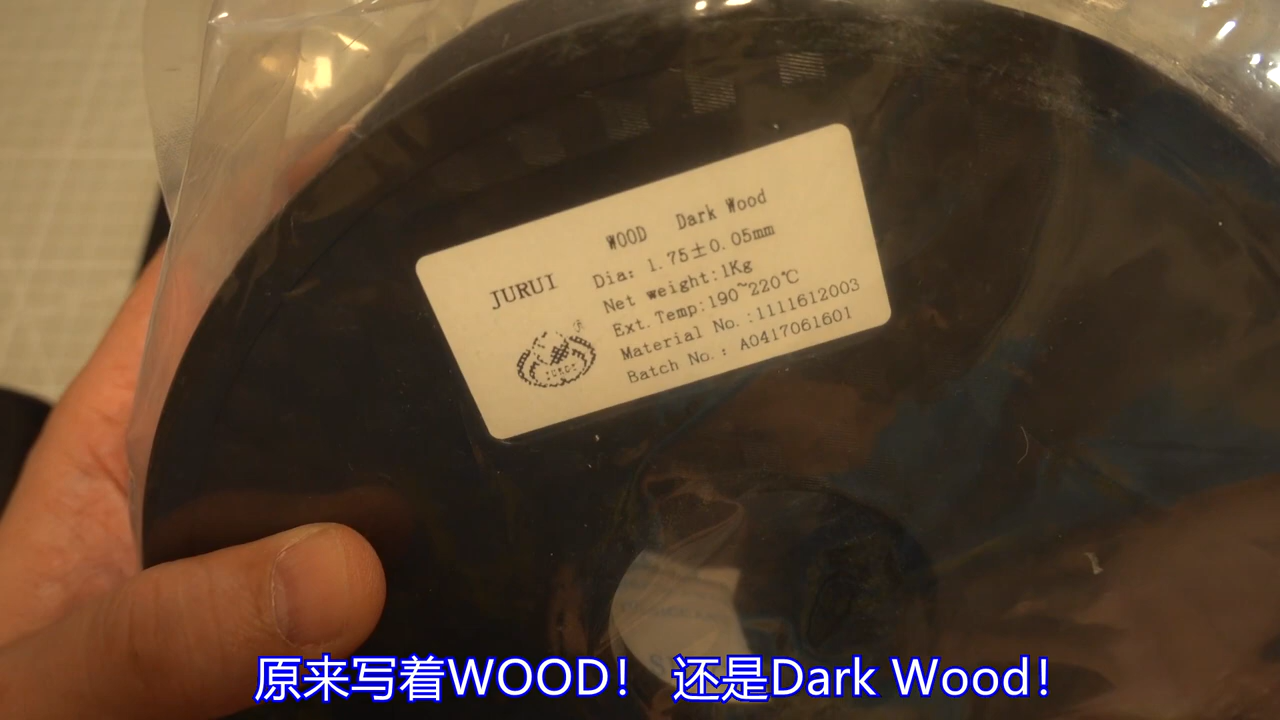 WOOD Dark Wood
JURUI
Dia: 1.75±0.05mm
Net weight:1Kg
Ext.Temp:190~220℃
Material No.:1111612003
Batch No.: A0417061601
原来写着WOOD! 还是Dark Wood!